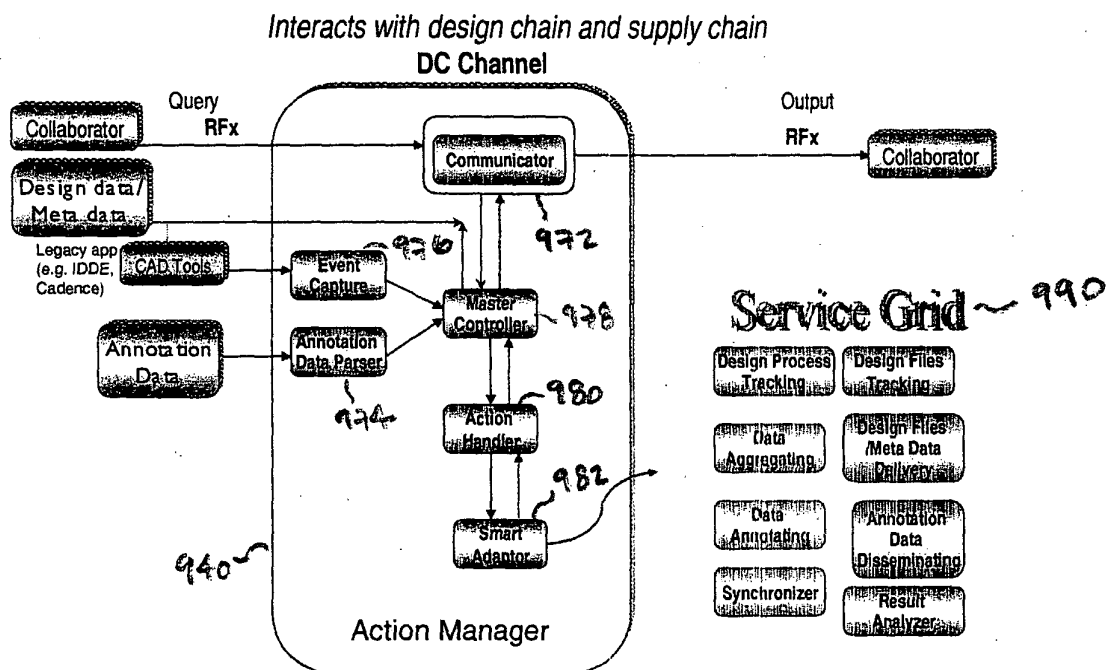 Interacts with design chain and supply chain
DC Channel
Query
RFx
Output
RFx
Collaborator
Communicator
Collaborator
Design data/
Meta data
972
Legacy app
(e.g. IDDE,
Cadence)
CAD Tools
976
Event
Capture
Master
Controller
978
Service Grid
990
Annotation
Data
Annotation
Data Parser
974
Design Process
Tracking
Design Files
Tracking
980
Action
Handler
Data
Aggregating
Design Files
/Meta Data
Delivery
982
Smart
Adaptor
Data
Annotating
Annotation
Data
Disseminating
940
Synchronizer
Result
Analyzer
Action Manager